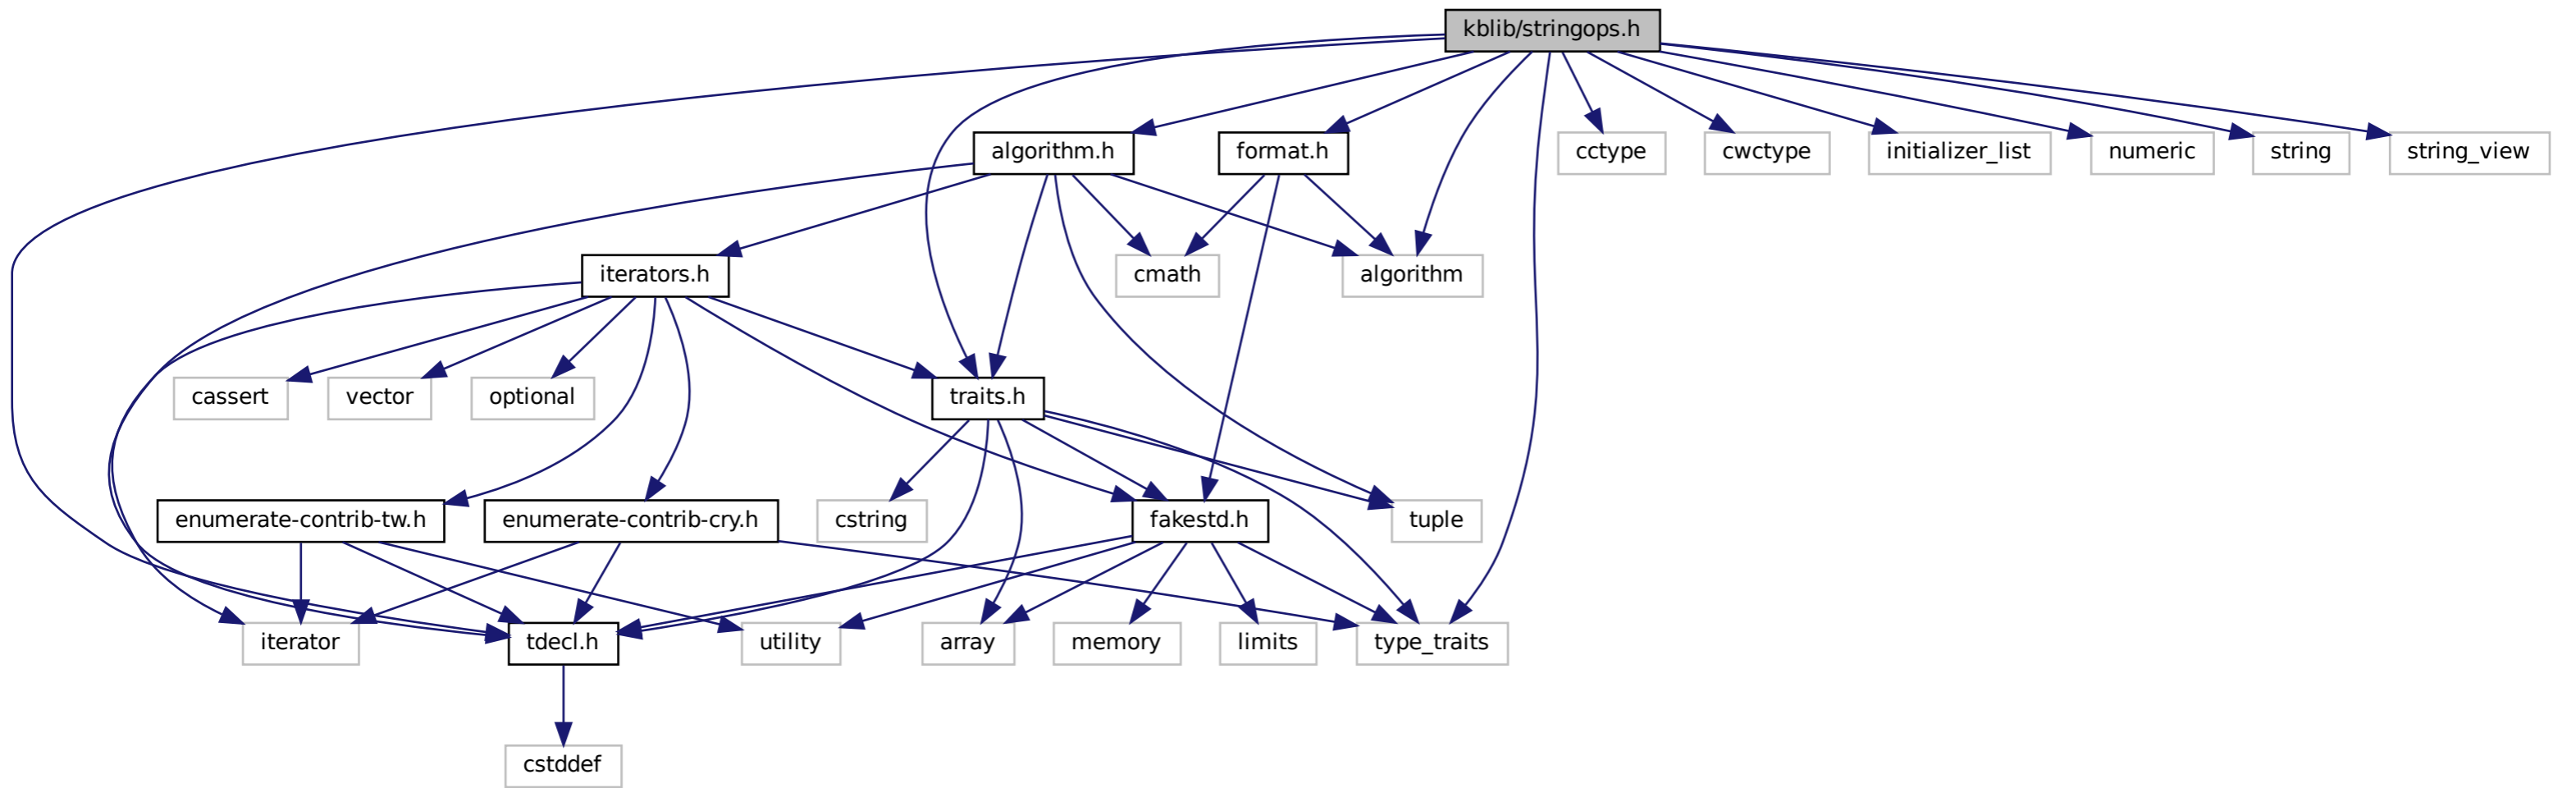 kblib/stringops.h
algorithm.h
format.h
cctype
cwctype
initializer_list
numeric
string
string_view
iterators.h
cmath
algorithm
cassert
vector
optional
traits.h
enumerate-contrib-tw.h
enumerate-contrib-cry.h
cstring
fakestd.h
tuple
iterator
tdecl.h
utility
array
memory
limits
type_traits
cstddef